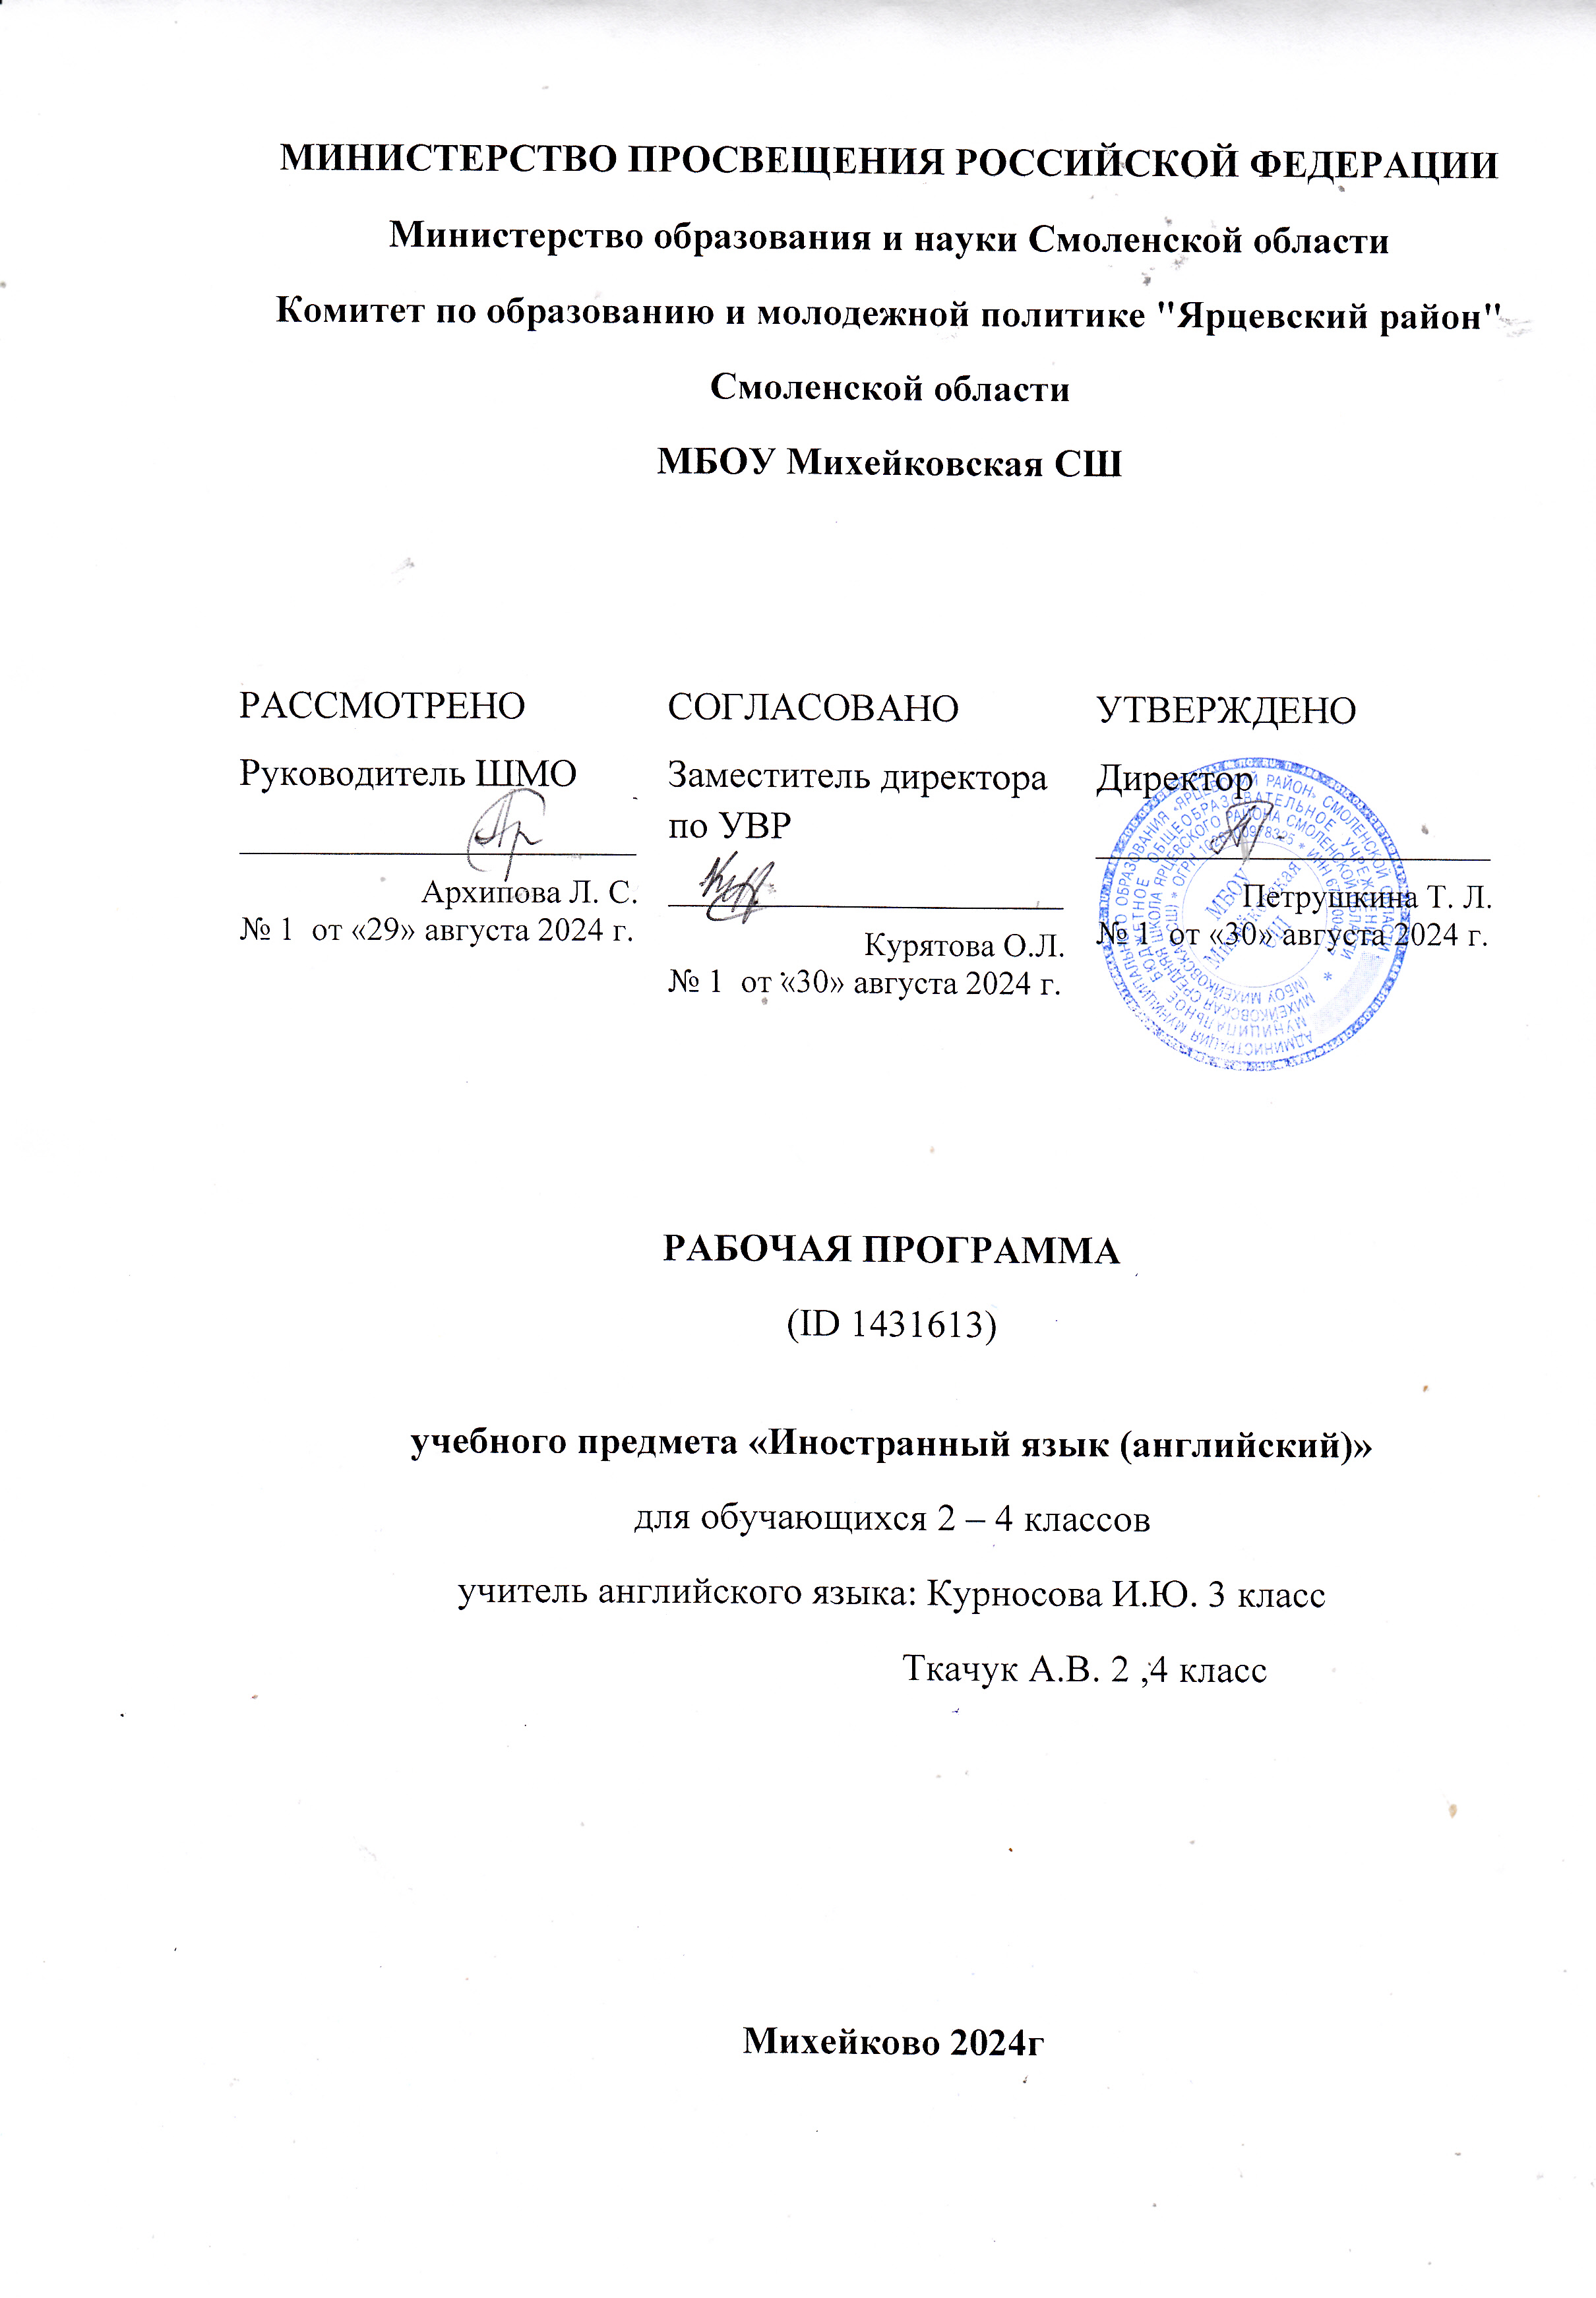 МИНИСТЕРСТВО ПРОСВЕЩЕНИЯ РОССИЙСКОЙ ФЕДЕРАЦИИ
Министерство образования и науки Смоленской области
Комитет по образованию и молодежной политике "Ярцевский район"
Смоленской области
МБОУ Михейковская СШ
РАССМОТРЕНО
Руководитель ШМО
Архипова Л. С.
№ 1 от «29» августа 2024 г.
СОГЛАСОВАНО
Заместитель директора
по УВР
Курятова О.Л.
№ 1 от «30» августа 2024 г.
УТВЕРЖДЕНО
Директор
Петрушкина Т. Л.
№ 1 от «30» августа 2024 г.
МБОУ
Михейковская
СШ
РАБОЧАЯ ПРОГРАММА
(ID 1431613)
учебного предмета «Иностранный язык (английский)»
для обучающихся 2 – 4 классов
учитель английского языка: Курносова И.Ю. 3 класс
Ткачук А.В. 2 ,4 класс
Михейково 2024г